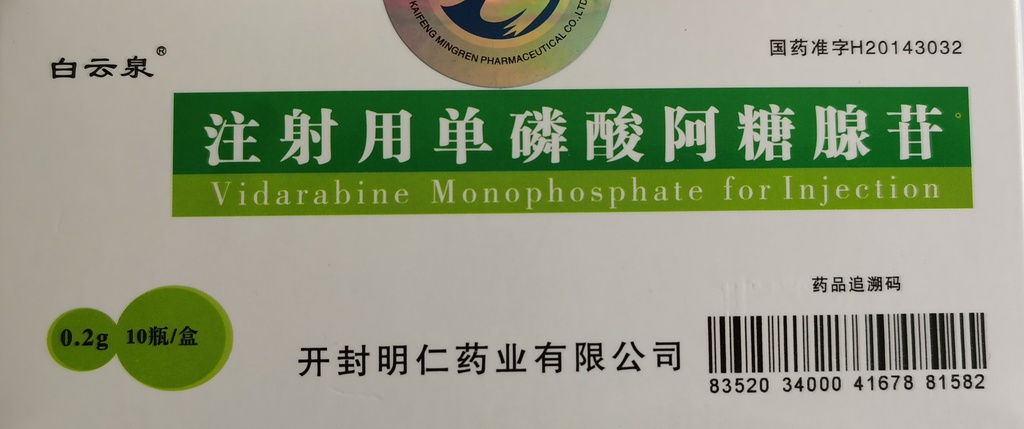 KAIFENG MINGREN PHARMACEUTICAL CO.,LTD
白云泉®
国药准字H20143032
注射用单磷酸阿糖腺苷
Vidarabine Monophosphate for Injection
药品追溯码
0.2g 10瓶/盒
开封明仁药业有限公司
83520 34000 41678 81582